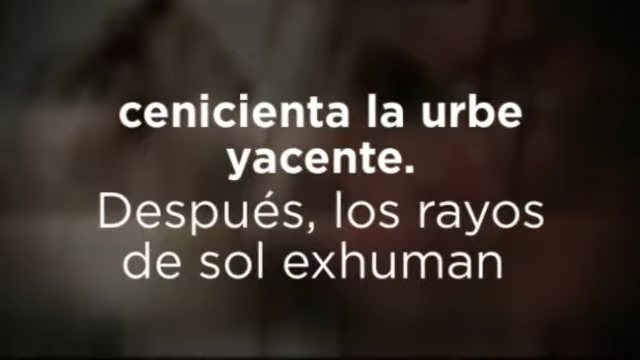 cenicienta la urbe
yacente.
Después, los rayos
de sol exhuman